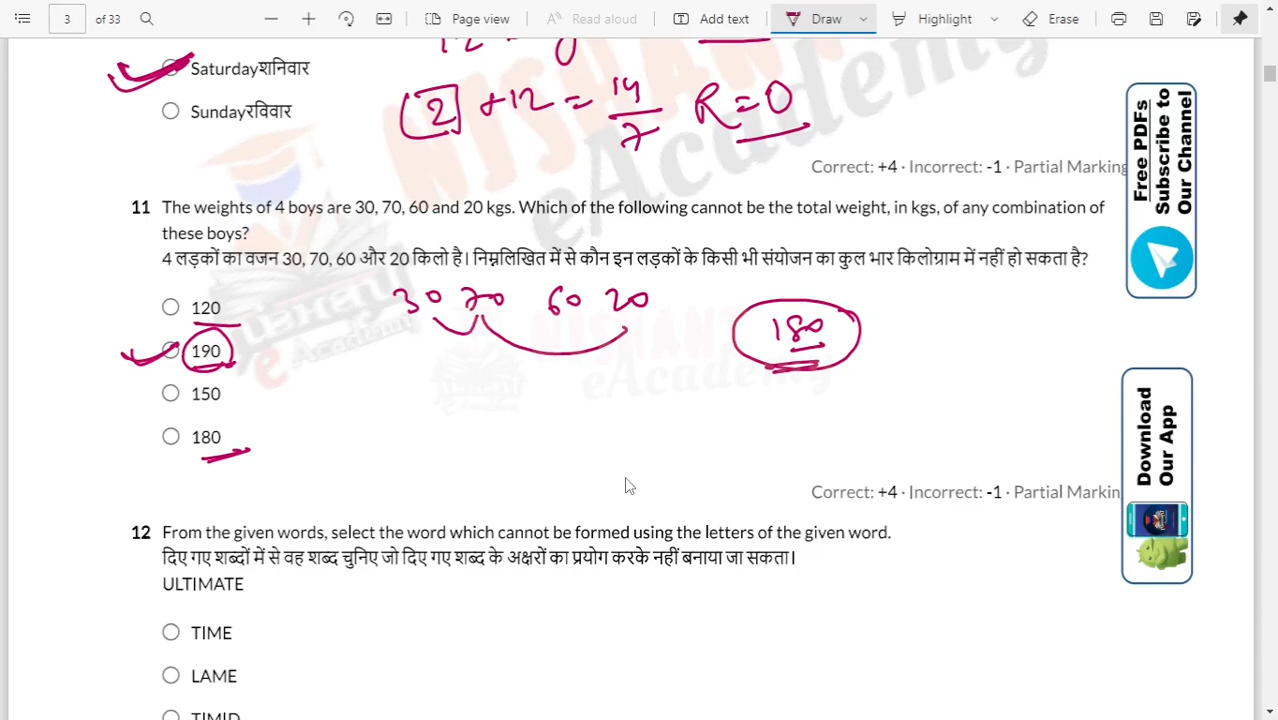 3 of 33 Page view Read aloud Add text Draw Highlight Erase
Saturdayशनिवार
Sundayरविवार
2 +12 = 14/7 R=0
Correct: +4 · Incorrect: -1 · Partial Marking
11 The weights of 4 boys are 30, 70, 60 and 20 kgs. Which of the following cannot be the total weight, in kgs, of any combination of
these boys?
4 लड़कों का वजन 30, 70, 60 और 20 किलो है। निम्नलिखित में से कौन इन लड़कों के किसी भी संयोजन का कुल भार किलोग्राम में नहीं हो सकता है?
30 70 60 20
120
180
190
150
180
Correct: +4 · Incorrect: -1 · Partial Markin
12 From the given words, select the word which cannot be formed using the letters of the given word.
दिए गए शब्दों में से वह शब्द चुनिए जो दिए गए शब्द के अक्षरों का प्रयोग करके नहीं बनाया जा सकता।
ULTIMATE
TIME
LAME
TIMID
Free PDFs
Subscribe to
Our Channel
Download
Our App
NISHANT
eAcademy
eAcademy
NISHANT
eAcademy